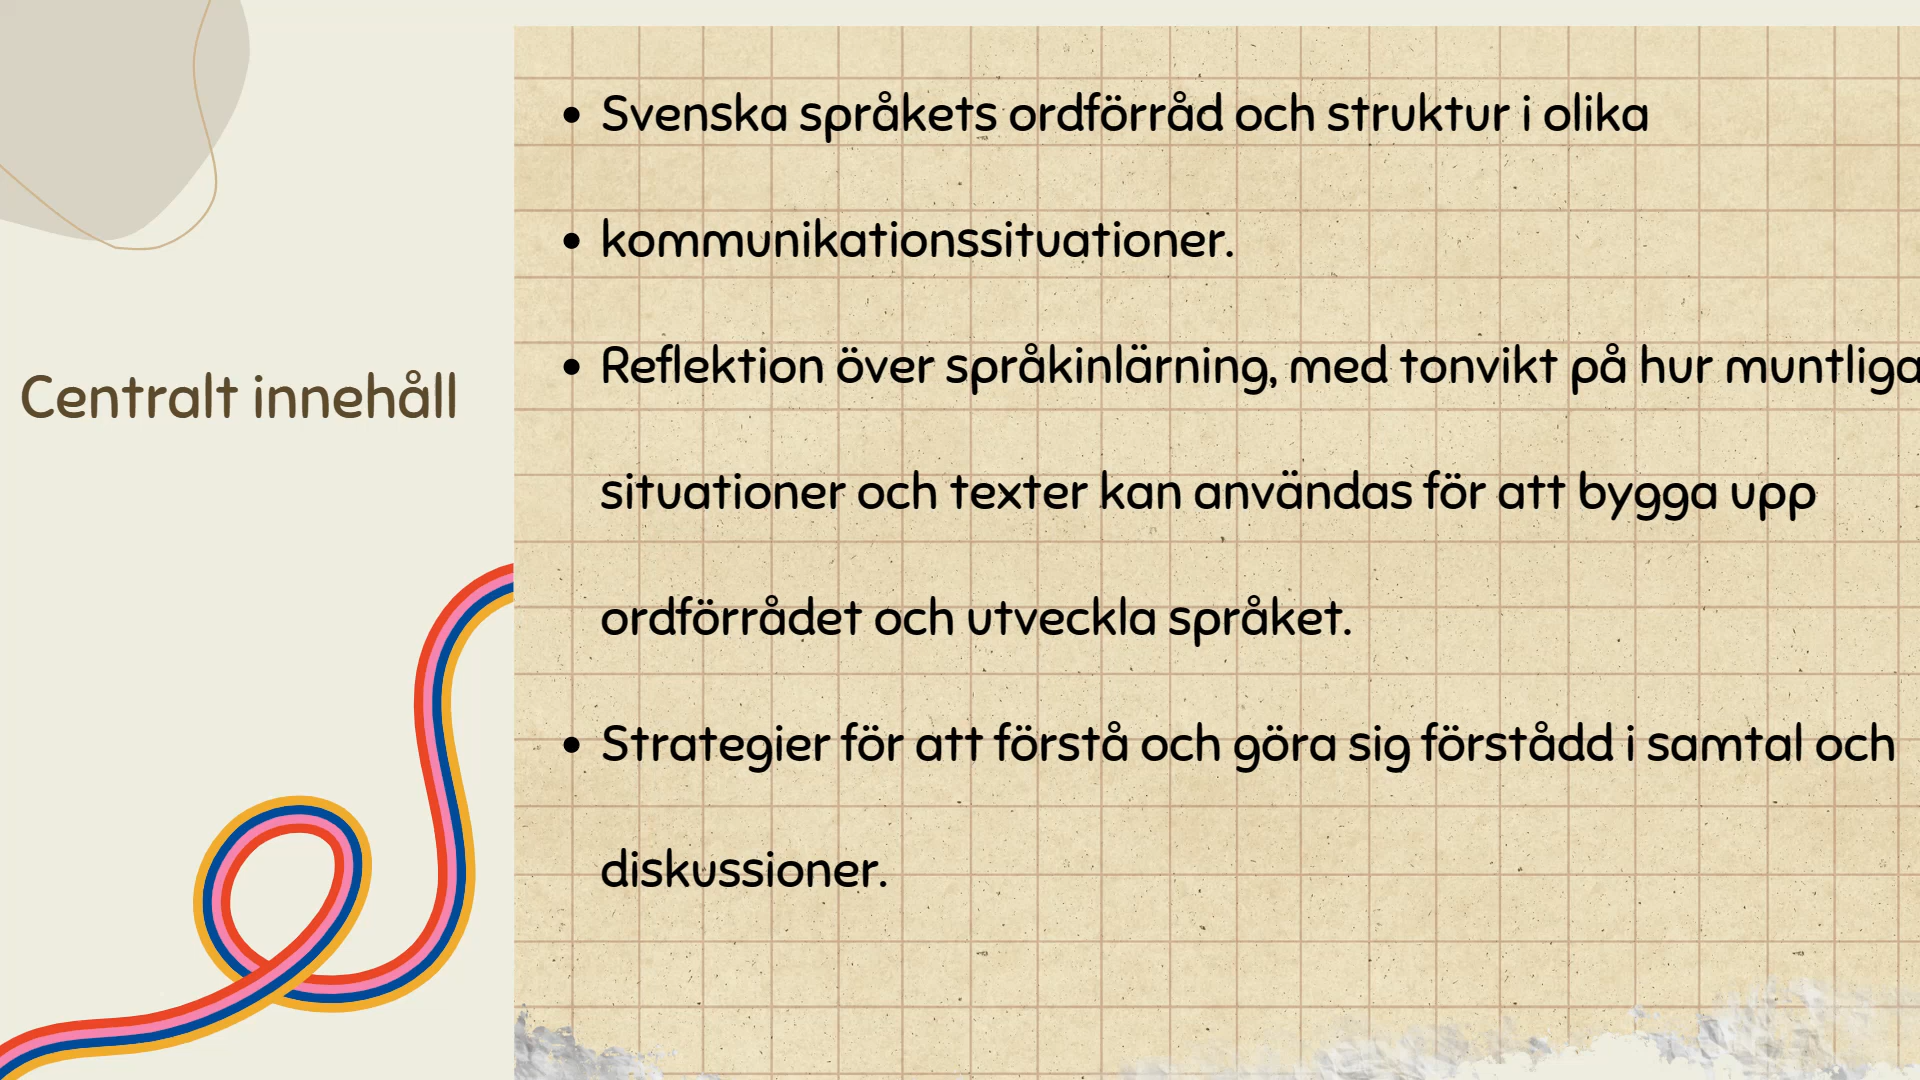 Centralt innehåll
• Svenska språkets ordförråd och struktur i olika
• kommunikationssituationer.
• Reflektion över språkinlärning, med tonvikt på hur muntliga
situationer och texter kan användas för att bygga upp
ordförrådet och utveckla språket.
• Strategier för att förstå och göra sig förstådd i samtal och
diskussioner.